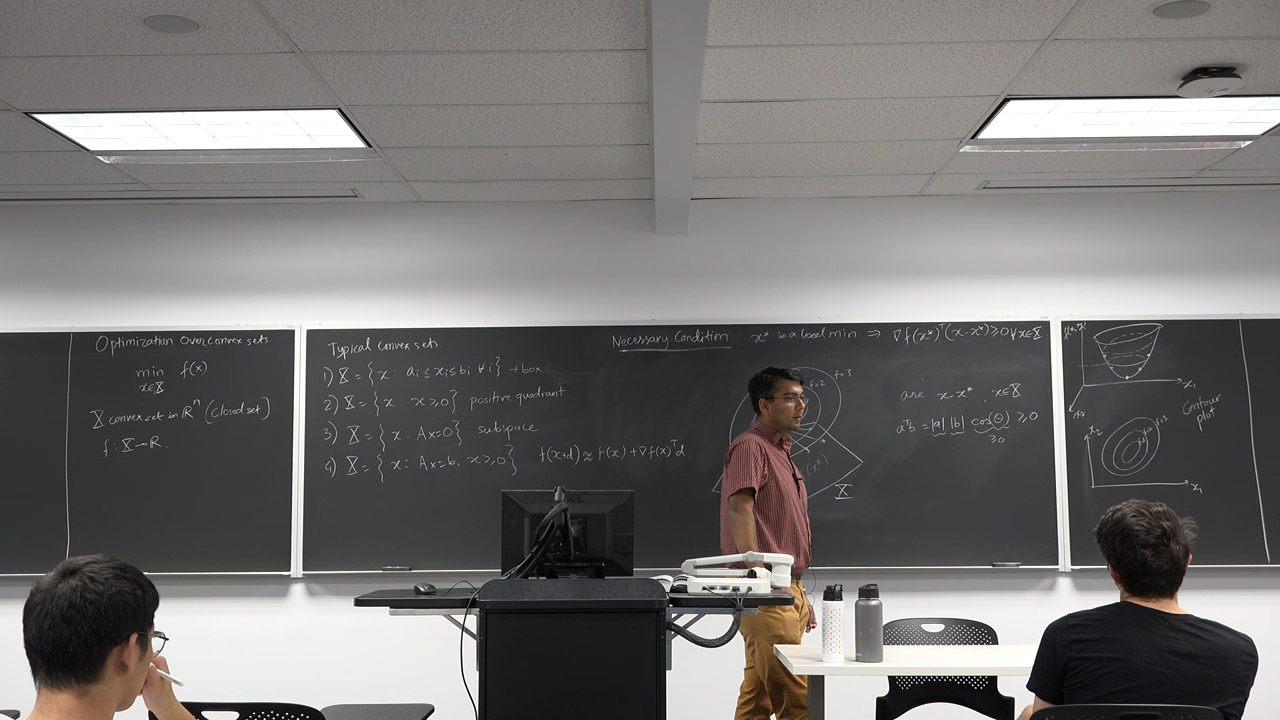 Optimization Over convex sets
min f(x)
x∈X
X convex set in ℝⁿ (closed set)
f: X→ℝ.
Typical convex sets
1) X = {x: aᵢ ≤ xᵢ ≤ bᵢ ∀i} → box
2) X = {x: x ≥ 0} positive quadrant
3) X = {x: Ax=0} subspace
4) X = {x: Ax=b, x ≥ 0}
f(x+d) ≈ f(x) + ∇f(x)ᵀd
Necessary Condition: x* is a local min ⇒ ∇f(x*)ᵀ(x-x*) ≥ 0 ∀x∈X
f=2
f=3
X
are x-x*, x∈X
aᵀb = |a| |b| cos(θ) ≥ 0
≥0
x₁
x₂
Contour plot
x₂
x₁
DELL